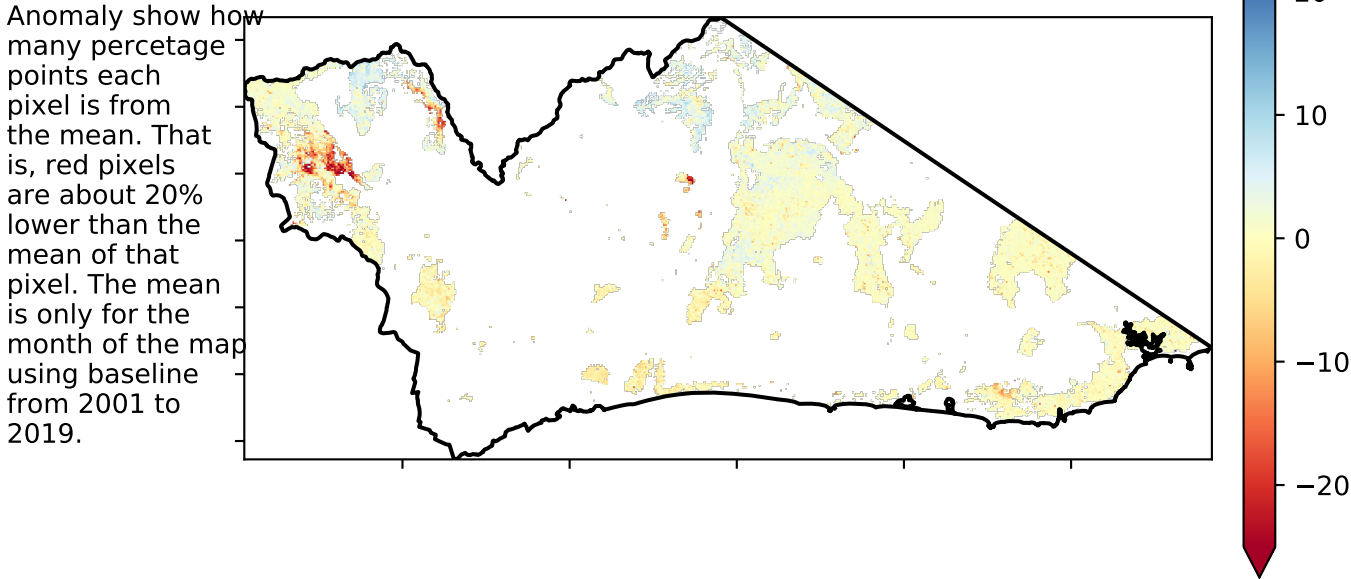 Anomaly show how
many percetage
points each
pixel is from
the mean. That
is, red pixels
are about 20%
lower than the
mean of that
pixel. The mean
is only for the
month of the map
using baseline
from 2001 to
2019.
10
0
−10
−20